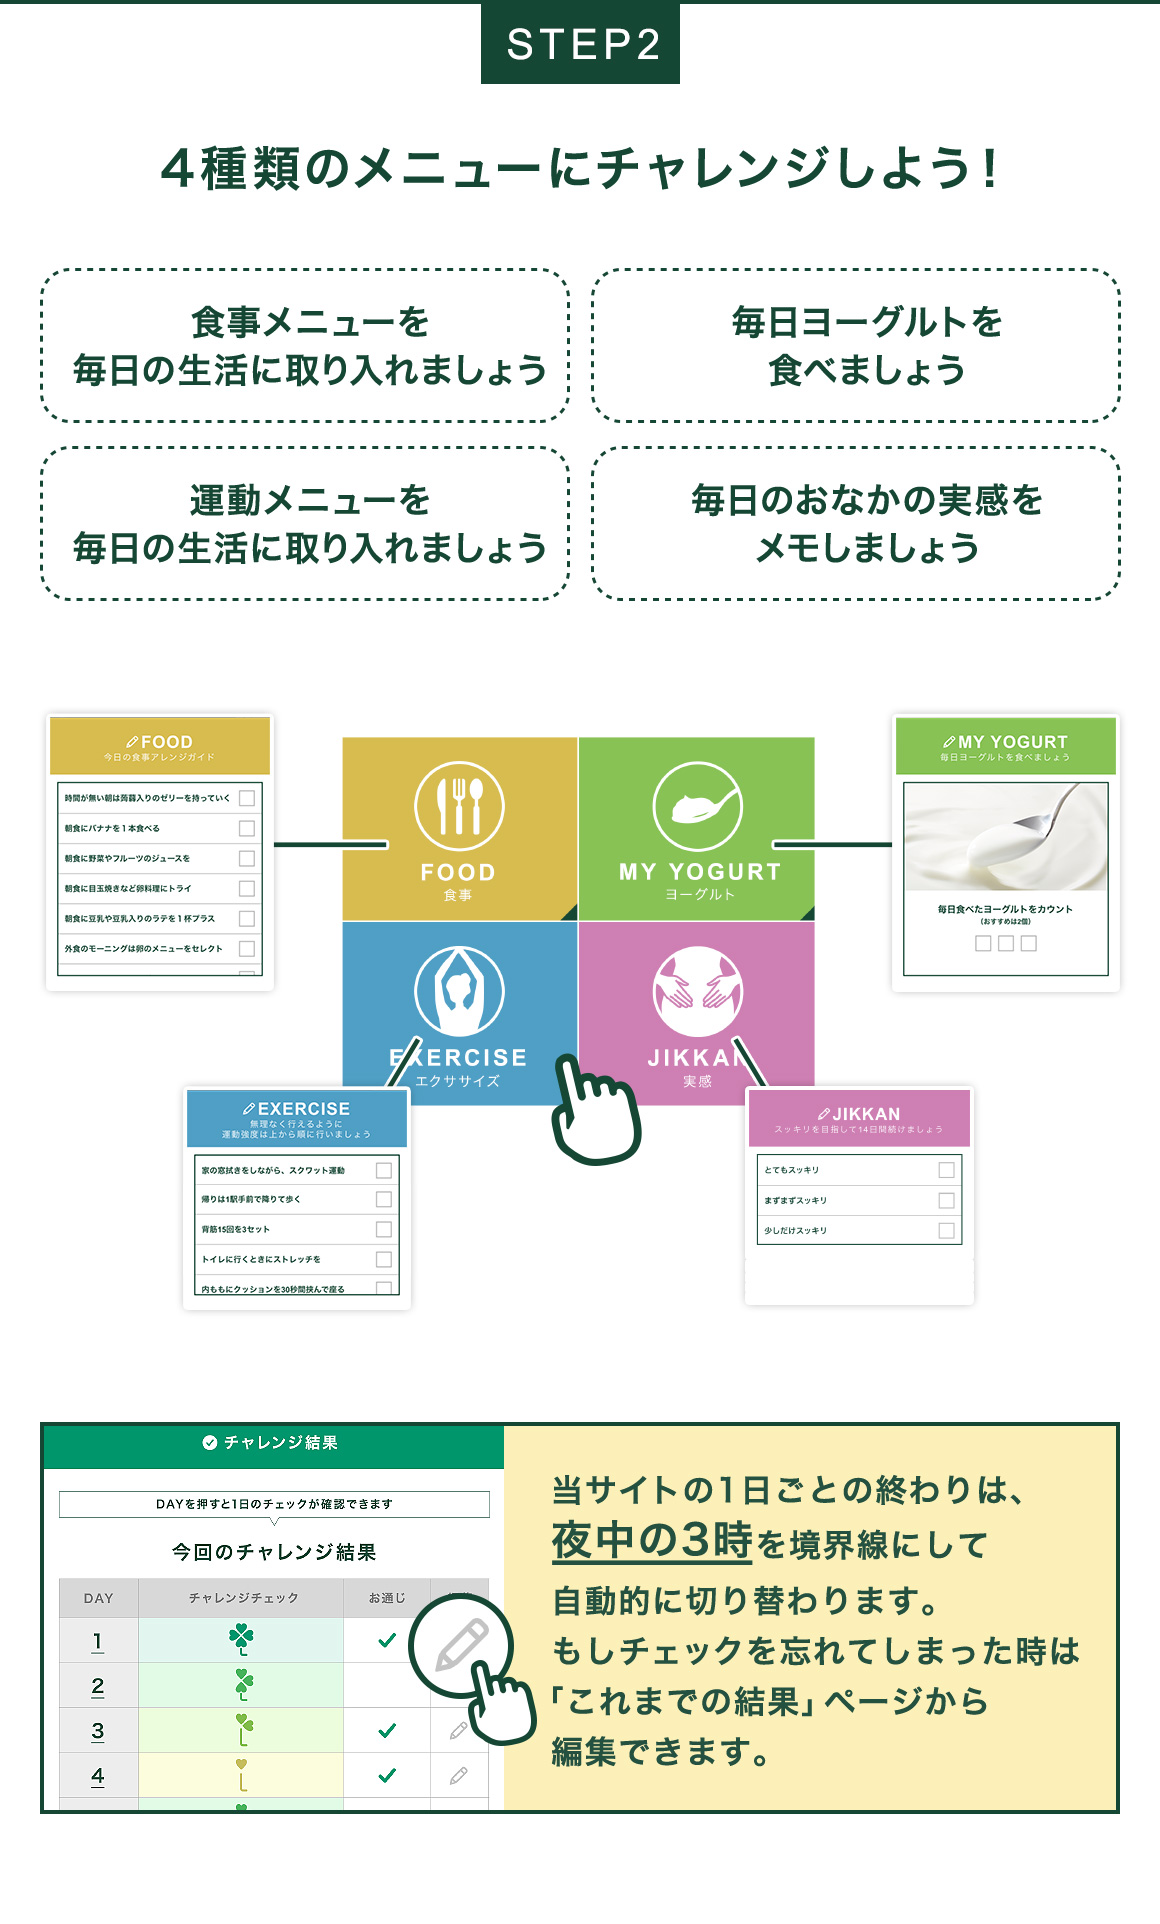 STEP2
4種類のメニューにチャレンジしよう！
食事メニューを
毎日の生活に取り入れましょう
毎日ヨーグルトを
食べましょう
運動メニューを
毎日の生活に取り入れましょう
毎日のおなかの実感を
メモしましょう
FOOD
今日の食事アレンジガイド
時間が無い朝は蒟蒻入りのゼリーを持っていく
朝食にバナナを1本食べる
朝食に野菜やフルーツのジュースを
朝食に目玉焼きなど卵料理にトライ
朝食に豆乳や豆乳入りのラテを1杯プラス
外食のモーニングは卵のメニューをセレクト
FOOD
食事
MY YOGURT
ヨーグルト
MY YOGURT
毎日ヨーグルトを食べましょう
毎日食べたヨーグルトをカウント
（おすすめは2個）
EXERCISE
エクササイズ
JIKKAN
実感
EXERCISE
無理なく行えるように
運動強度は上から順に行いましょう
家の窓拭きをしながら、スクワット運動
帰りは1駅手前で降りて歩く
背筋15回を3セット
トイレに行くときにストレッチを
内ももにクッションを30秒間挟んで座る
JIKKAN
スッキリを目指して14日間続けましょう
とてもスッキリ
まずまずスッキリ
少しだけスッキリ
チャレンジ結果
DAYを押すと1日のチェックが確認できます
今回のチャレンジ結果
DAY チャレンジチェック お通じ
1
2
3
4
当サイトの1日ごとの終わりは、
夜中の3時を境界線にして
自動的に切り替わります。
もしチェックを忘れてしまった時は
「これまでの結果」ページから
編集できます。